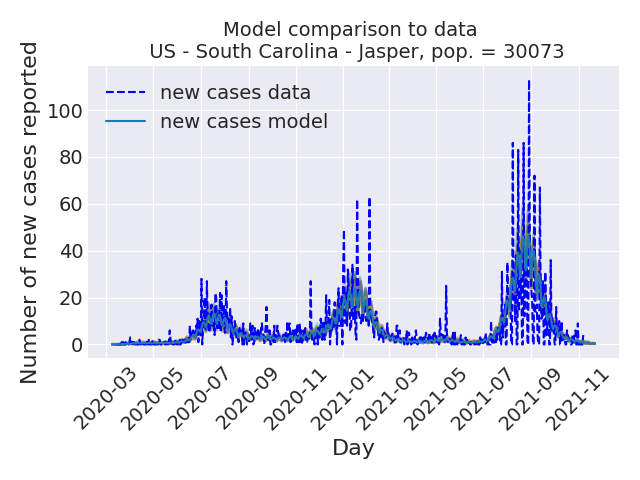 Model comparison to data
US - South Carolina - Jasper, pop. = 30073
Number of new cases reported
new cases data
new cases model
100
80
60
40
20
0
2020-03
2020-05
2020-07
2020-09
2020-11
2021-01
2021-03
2021-05
2021-07
2021-09
2021-11
Day